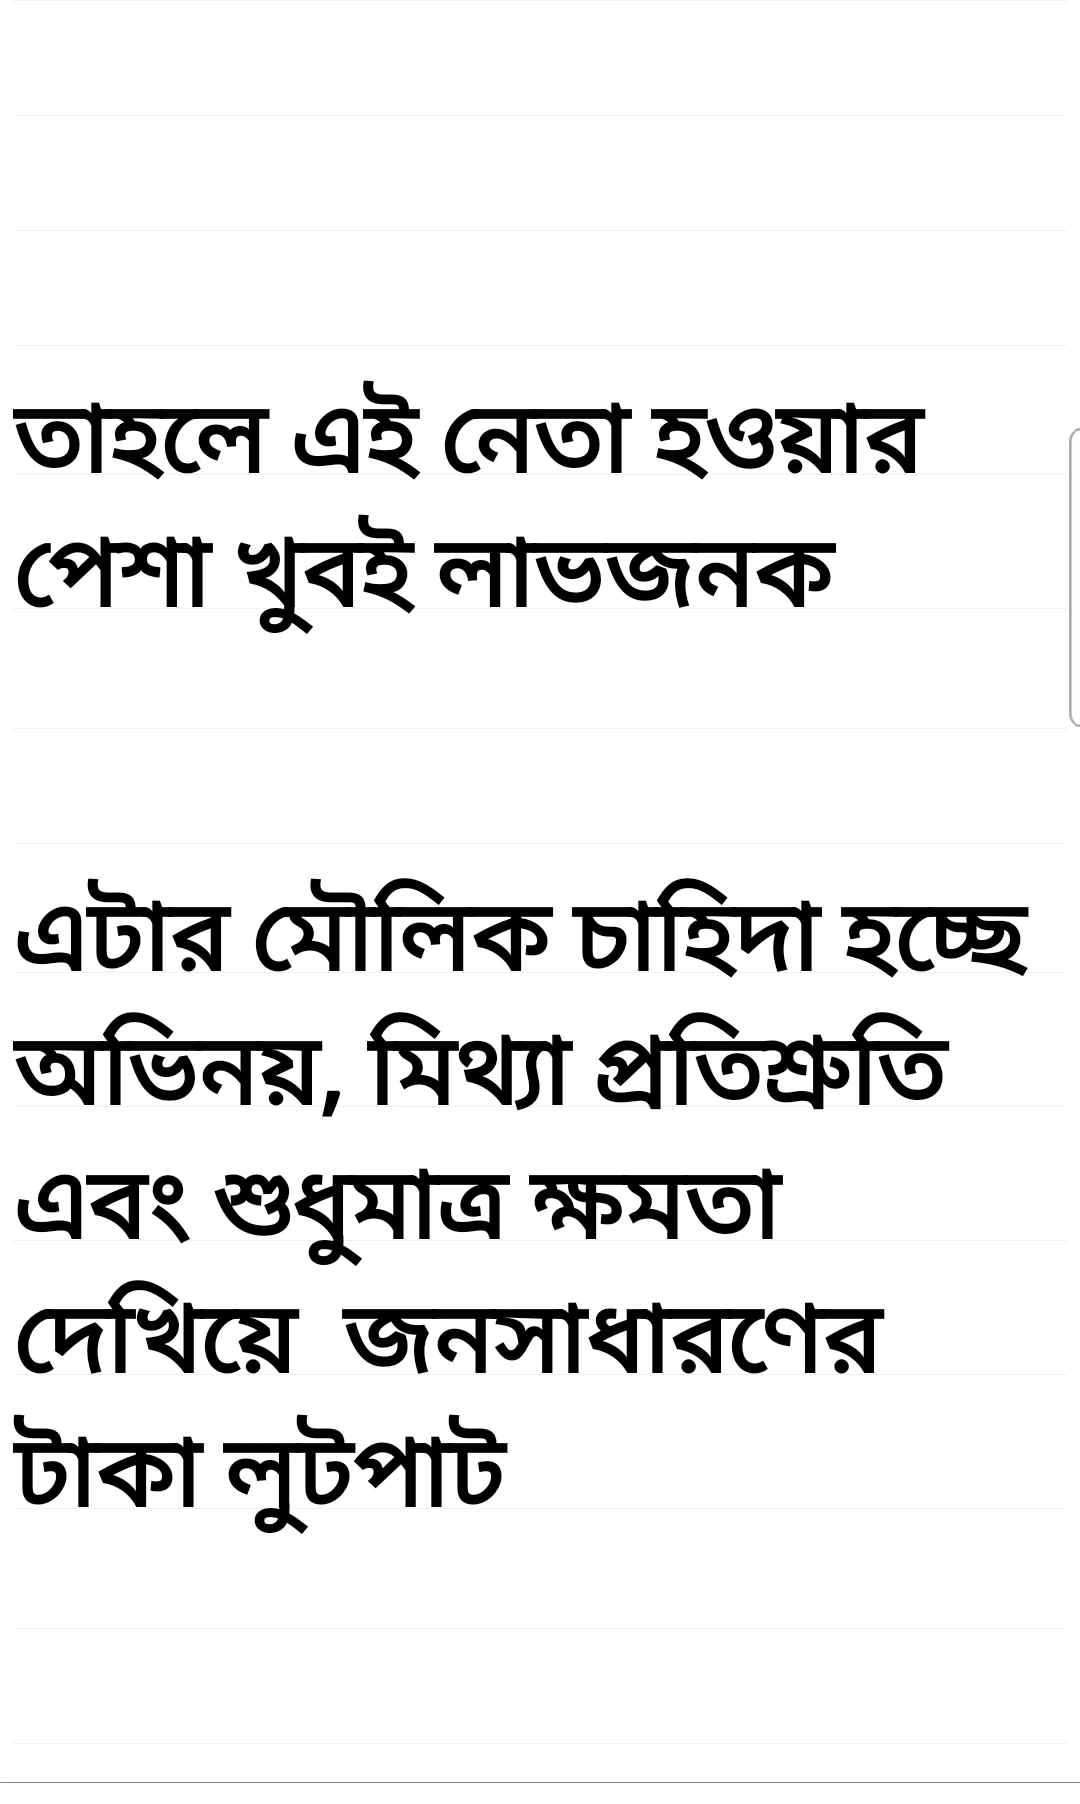 তাহলে এই নেতা হওয়ার
পেশা খুবই লাভজনক
এটার মৌলিক চাহিদা হচ্ছে
অভিনয়, মিথ্যা প্রতিশ্রুতি
এবং শুধুমাত্র ক্ষমতা
দেখিয়ে  জনসাধারণের
টাকা লুটপাট